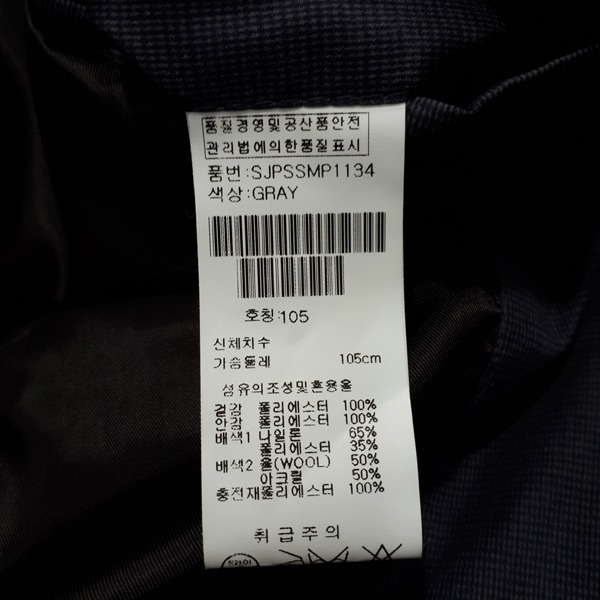 품질경영및공산품안전
관리법에의한품질표시
품번:SJPSSMP1134
색상:GRAY
호칭:105
신체치수
가슴둘레 105cm
섬유의조성및혼용율
겉감 폴리에스터 100%
안감 폴리에스터 100%
배색1 나일론 65%
폴리에스터 35%
배색2 울(WOOL) 50%
아크릴 50%
충전재폴리에스터 100%
취급주의
드라이